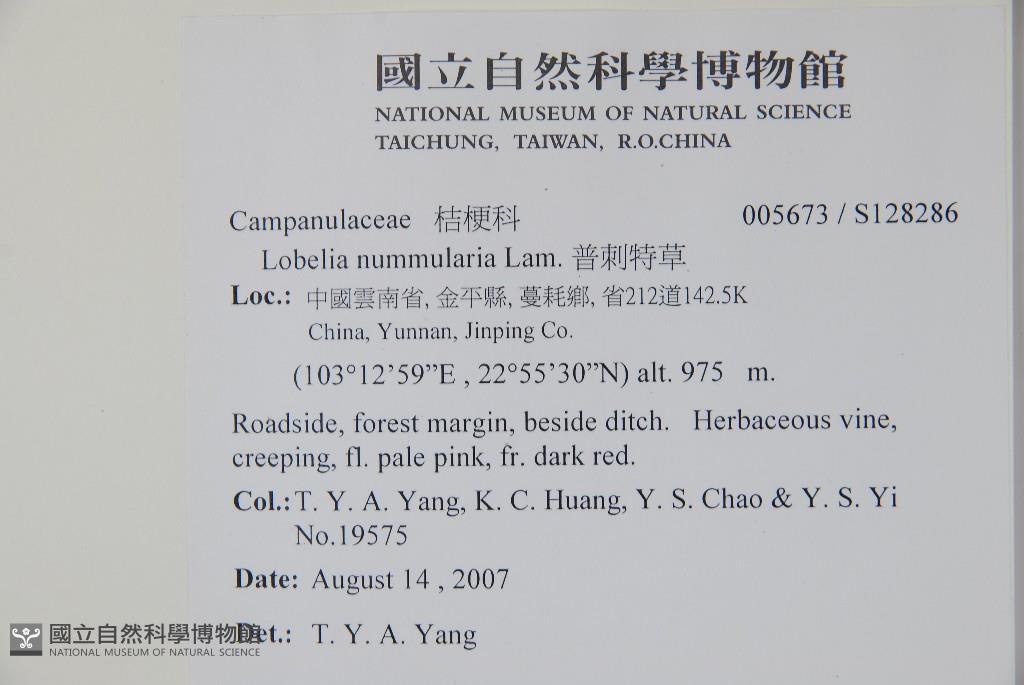 國立自然科學博物館
NATIONAL MUSEUM OF NATURAL SCIENCE
TAICHUNG, TAIWAN, R.O.CHINA
Campanulaceae 桔梗科 005673 / S128286
Lobelia nummularia Lam. 普刺特草
Loc.: 中國雲南省, 金平縣, 蔓耗鄉, 省212道142.5K
China, Yunnan, Jinping Co.
(103°12’59”E , 22°55’30”N) alt. 975 m.
Roadside, forest margin, beside ditch. Herbaceous vine,
creeping, fl. pale pink, fr. dark red.
Col.: T. Y. A. Yang, K. C. Huang, Y. S. Chao & Y. S. Yi
No.19575
Date: August 14 , 2007
Det.: T. Y. A. Yang
國立自然科學博物館
NATIONAL MUSEUM OF NATURAL SCIENCE